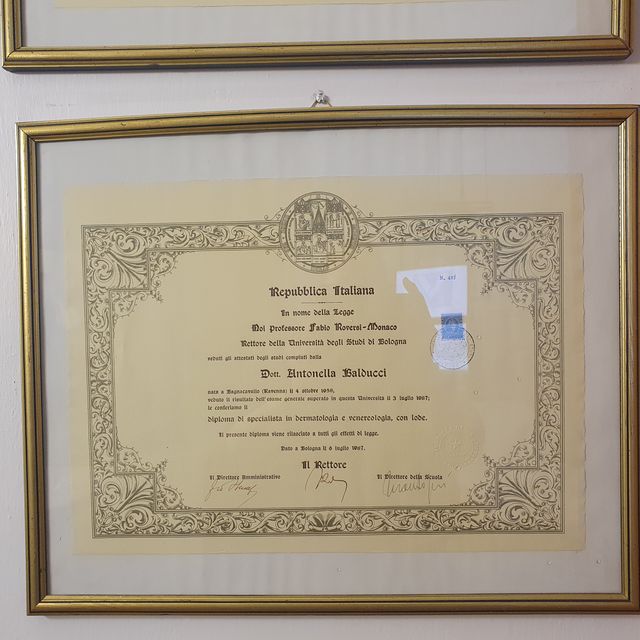 Repubblica Italiana
In nome della Legge
Noi professore Fabio Roversi-Monaco
Rettore della Università degli Studi di Bologna
veduti gli attestati degli studi compiuti dalla
Dott. Antonella Balducci
nata a Bagnacavallo (Ravenna) il 4 ottobre 1956,
veduto il risultato dell'esame generale superato in questa Università il 3 luglio 1987;
le conferiamo il
diploma di specialista in dermatologia e venereologia, con lode.
Il presente diploma viene rilasciato a tutti gli effetti di legge.
Dato a Bologna il 6 luglio 1987.
Il Rettore
Il Direttore Amministrativo
Il Direttore della Scuola